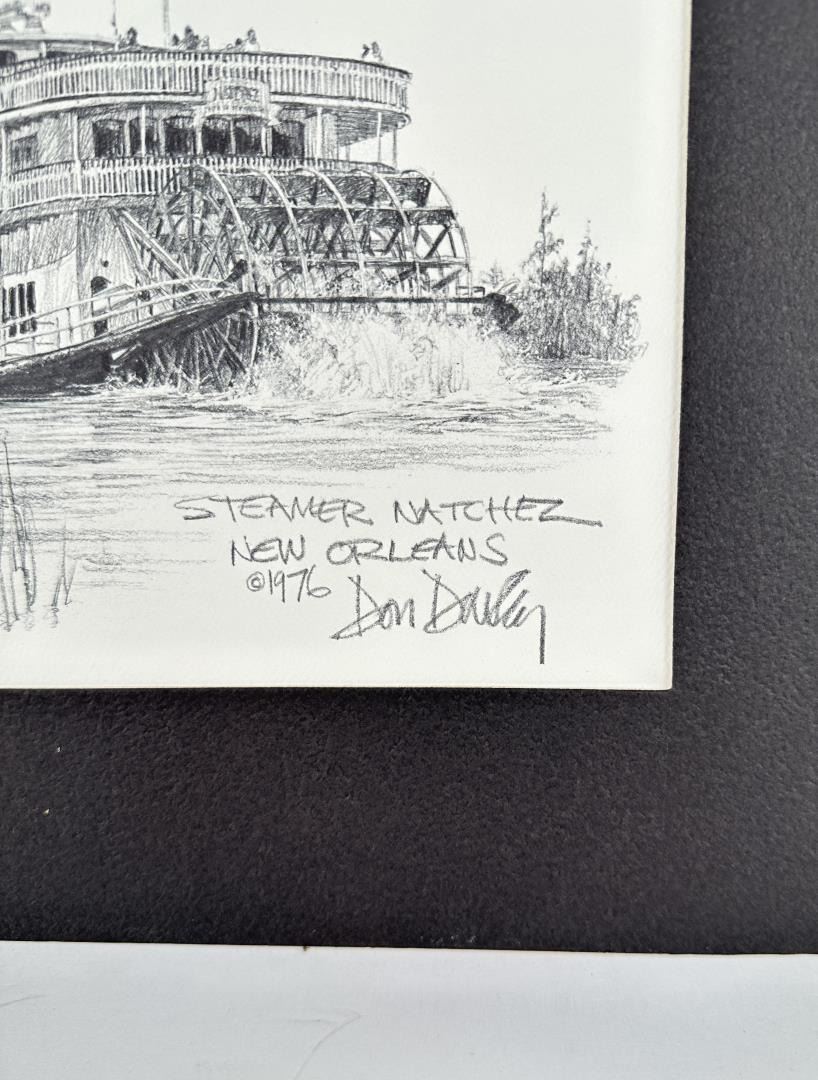 STEAMER NATCHEZ
NEW ORLEANS
©1976 Don Davey